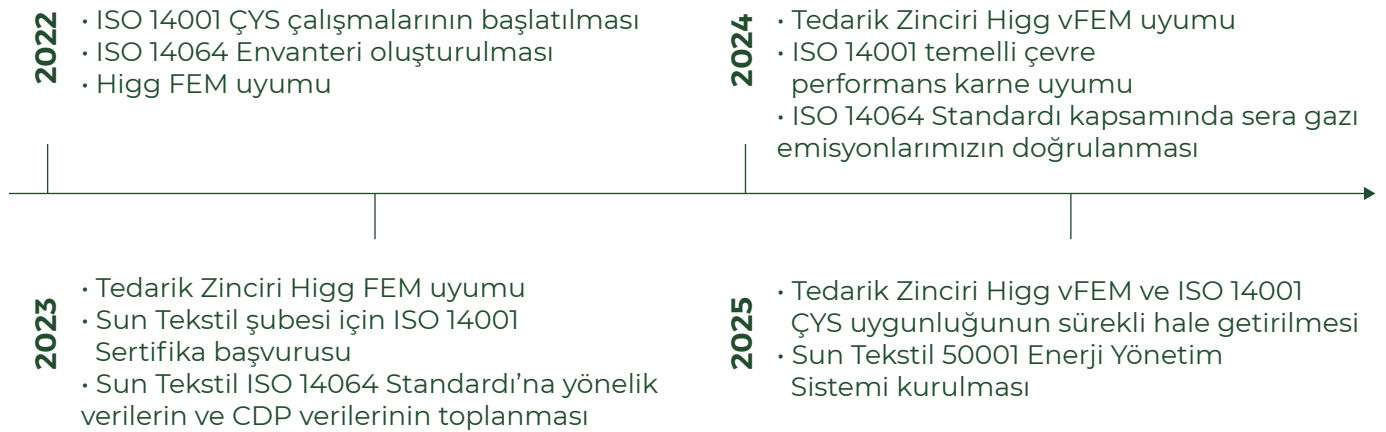 2022
• ISO 14001 ÇYS çalışmalarının başlatılması
• ISO 14064 Envanteri oluşturulması
• Higg FEM uyumu
2023
• Tedarik Zinciri Higg FEM uyumu
• Sun Tekstil şubesi için ISO 14001
Sertifika başvurusu
• Sun Tekstil ISO 14064 Standardı’na yönelik
verilerin ve CDP verilerinin toplanması
2024
• Tedarik Zinciri Higg vFEM uyumu
• ISO 14001 temelli çevre
performans karne uyumu
• ISO 14064 Standardı kapsamında sera gazı
emisyonlarımızın doğrulanması
2025
• Tedarik Zinciri Higg vFEM ve ISO 14001
ÇYS uygunluğunun sürekli hale getirilmesi
• Sun Tekstil 50001 Enerji Yönetim
Sistemi kurulması